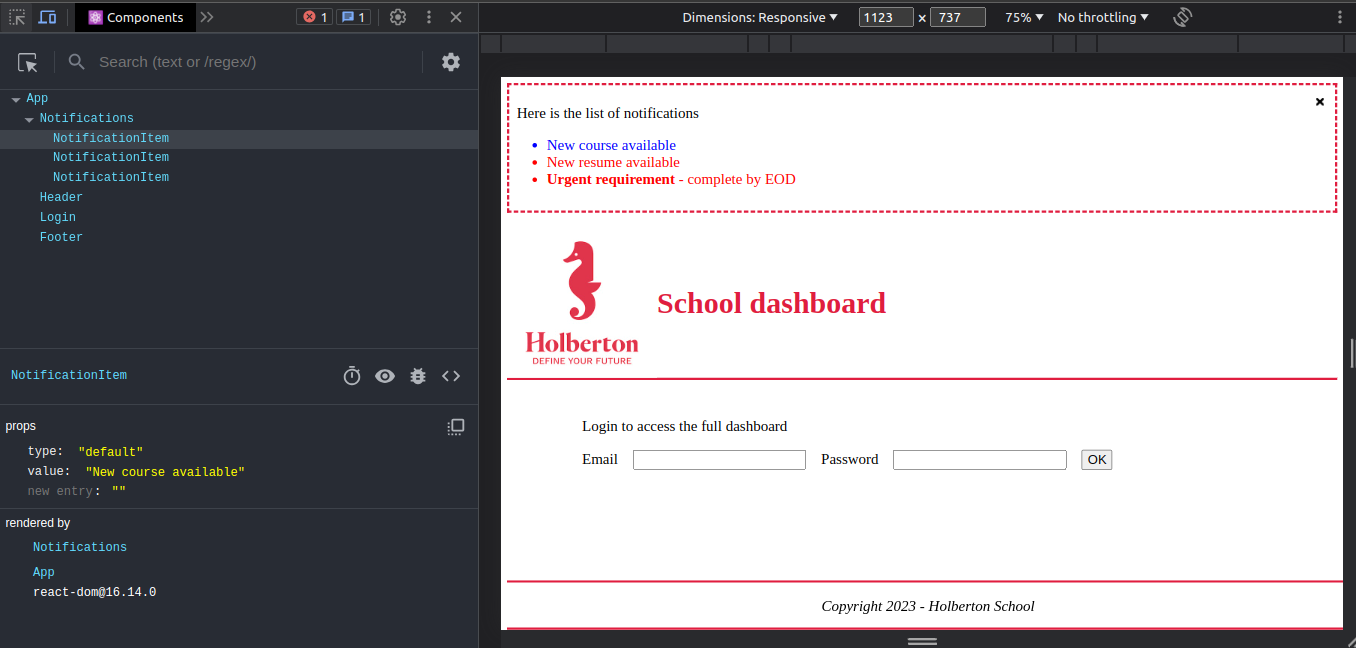 Components
1
1
Dimensions: Responsive
1123 × 737
75%
No throttling
Search (text or /regex/)
App
Notifications
NotificationItem
NotificationItem
NotificationItem
Header
Login
Footer
NotificationItem
props
type: "default"
value: "New course available"
new entry: ""
rendered by
Notifications
App
react-dom@16.14.0
Here is the list of notifications
New course available
New resume available
Urgent requirement - complete by EOD
Holberton
DEFINE YOUR FUTURE
School dashboard
Login to access the full dashboard
Email
Password
OK
Copyright 2023 - Holberton School